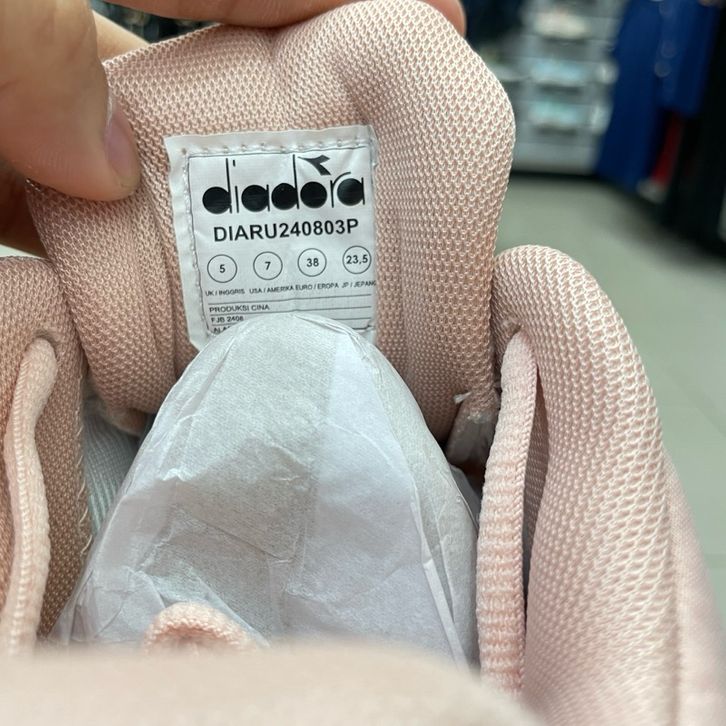 diadora
DIARU240803P
5 7 38 23,5
UK / INGGRIS USA / AMERIKA EURO / EROPA JP / JEPANG
PRODUKSI CINA
FJB 2408